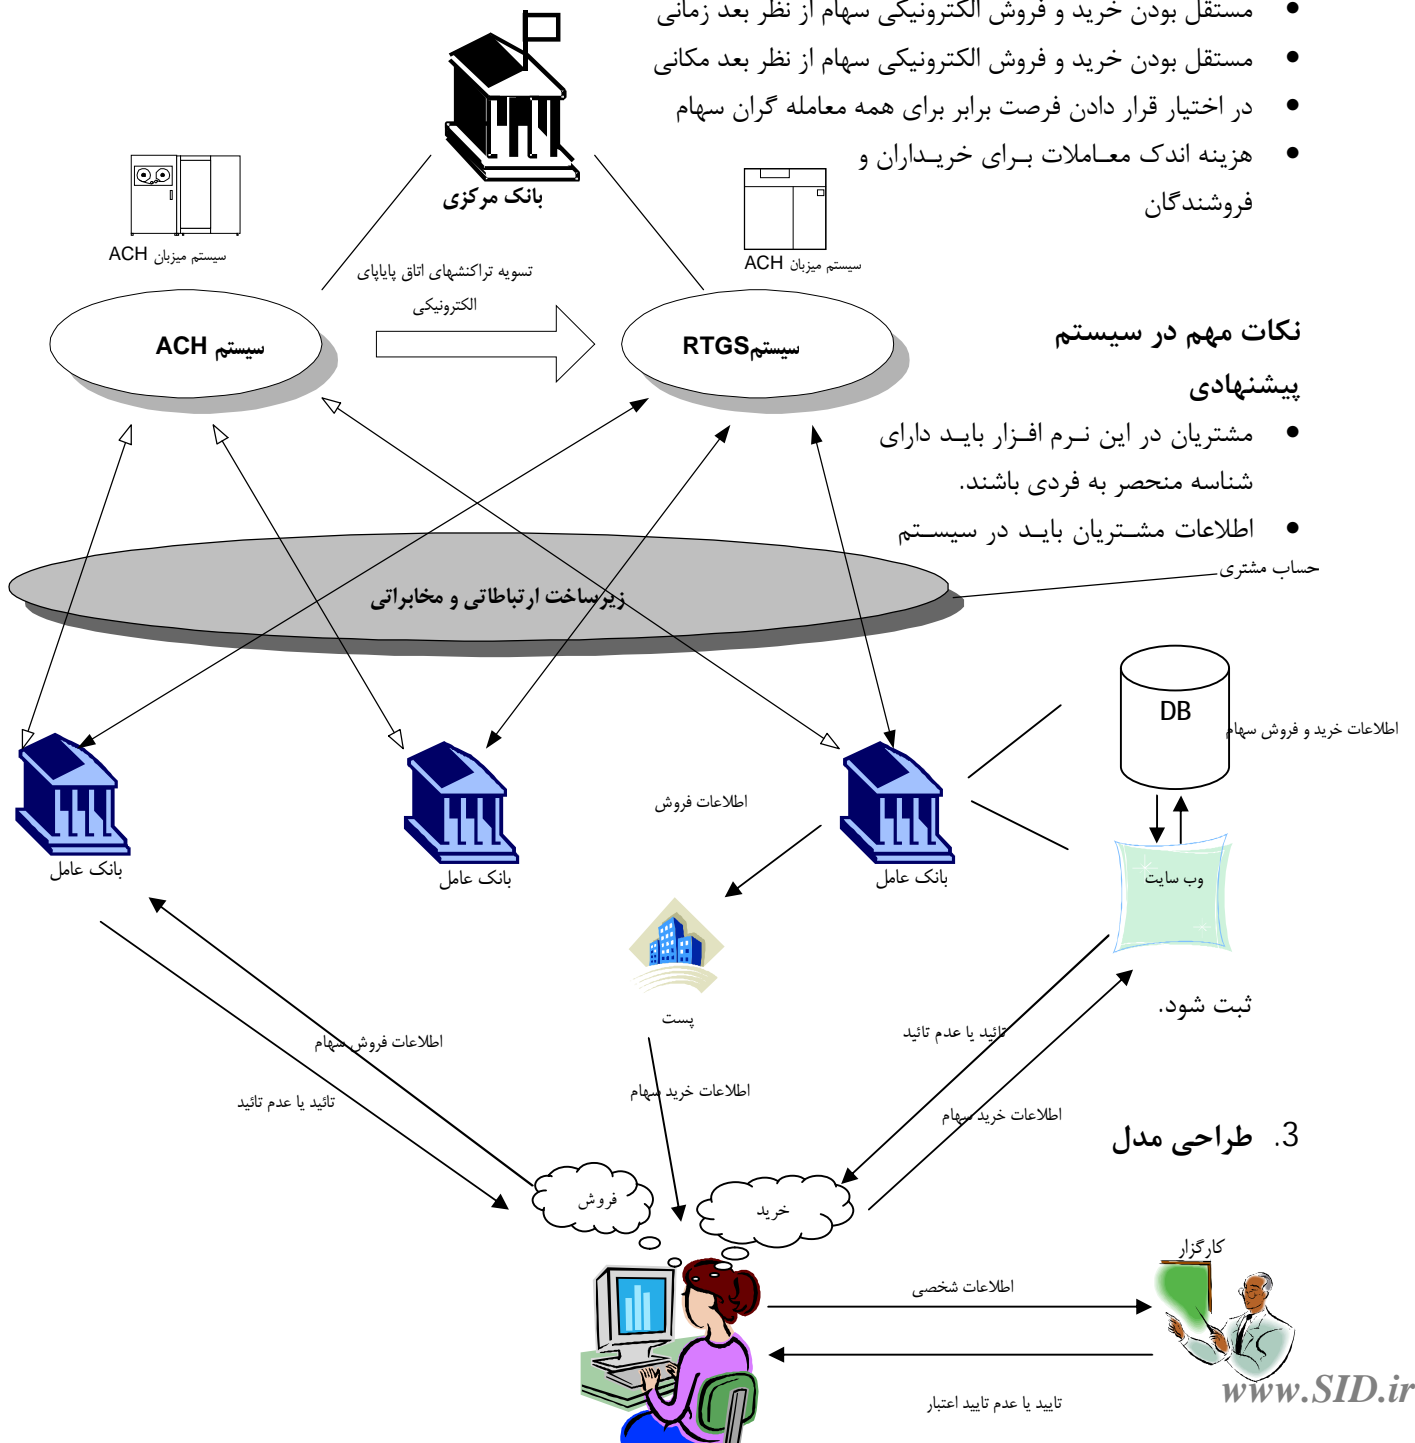 • مستقل بودن خرید و فروش الکترونیکی سهام از نظر بعد زمانی
• مستقل بودن خرید و فروش الکترونیکی سهام از نظر بعد مکانی
• در اختیار قرار دادن فرصت برابر برای همه معامله گران سهام
• هزینه اندک معـاملات بـرای خریـداران و
فروشندگان
بانک مرکزی
سیستم میزبان ACH
سیستم میزبان ACH
تسویه تراکنشهای اتاق پایاپای
الکترونیکی
سیستم ACH
سیستمRTGS
نکات مهم در سیستم
پیشنهادی
• مشتریان در این نـرم افـزار بایـد دارای
شناسه منحصر به فردی باشند.
• اطلاعات مشــتریان بایـد در سیسـتم
حساب مشتری
زیرساخت ارتباطاتی و مخابراتی
DB
اطلاعات خرید و فروش سهام
اطلاعات فروش
بانک عامل
بانک عامل
بانک عامل
وب سایت
پست
ثبت شود.
اطلاعات فروش سهام
تائید یا عدم تائید
تائید یا عدم تائید
اطلاعات خرید سهام
اطلاعات خرید سهام
3. طراحی مدل
فروش
خرید
کارگزار
اطلاعات شخصی
تایید یا عدم تایید اعتبار
www.SID.ir